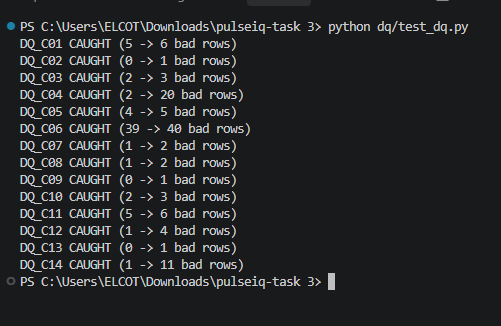 PS C:\Users\ELCOT\Downloads\pulseiq-task 3> python dq/test_dq.py
DQ_C01 CAUGHT (5 -> 6 bad rows)
DQ_C02 CAUGHT (0 -> 1 bad rows)
DQ_C03 CAUGHT (2 -> 3 bad rows)
DQ_C04 CAUGHT (2 -> 20 bad rows)
DQ_C05 CAUGHT (4 -> 5 bad rows)
DQ_C06 CAUGHT (39 -> 40 bad rows)
DQ_C07 CAUGHT (1 -> 2 bad rows)
DQ_C08 CAUGHT (1 -> 2 bad rows)
DQ_C09 CAUGHT (0 -> 1 bad rows)
DQ_C10 CAUGHT (2 -> 3 bad rows)
DQ_C11 CAUGHT (5 -> 6 bad rows)
DQ_C12 CAUGHT (1 -> 4 bad rows)
DQ_C13 CAUGHT (0 -> 1 bad rows)
DQ_C14 CAUGHT (1 -> 11 bad rows)
PS C:\Users\ELCOT\Downloads\pulseiq-task 3>